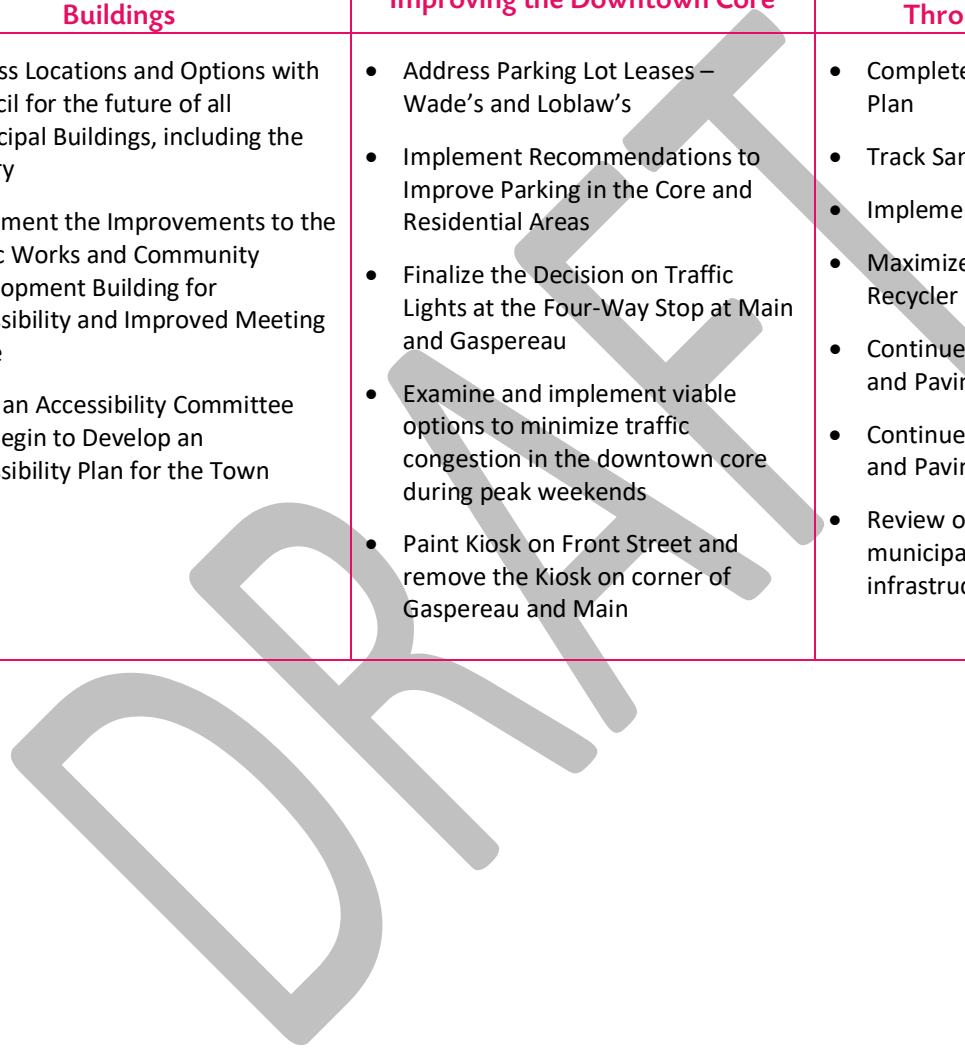 Buildings
ss Locations and Options with
cil for the future of all
cipal Buildings, including the
ry
ment the Improvements to the
c Works and Community
lopment Building for
ssibility and Improved Meeting
e
an Accessibility Committee
egin to Develop an
ssibility Plan for the Town
Improving the Downtown Core
• Address Parking Lot Leases –
Wade's and Loblaw's
• Implement Recommendations to
Improve Parking in the Core and
Residential Areas
• Finalize the Decision on Traffic
Lights at the Four-Way Stop at Main
and Gaspereau
• Examine and implement viable
options to minimize traffic
congestion in the downtown core
during peak weekends
• Paint Kiosk on Front Street and
remove the Kiosk on corner of
Gaspereau and Main
Thro
• Complete
Plan
• Track Sar
• Impleme
• Maximize
Recycler
• Continue
and Pavin
• Continue
and Pavin
• Review o
municipa
infrastruc
DRAFT